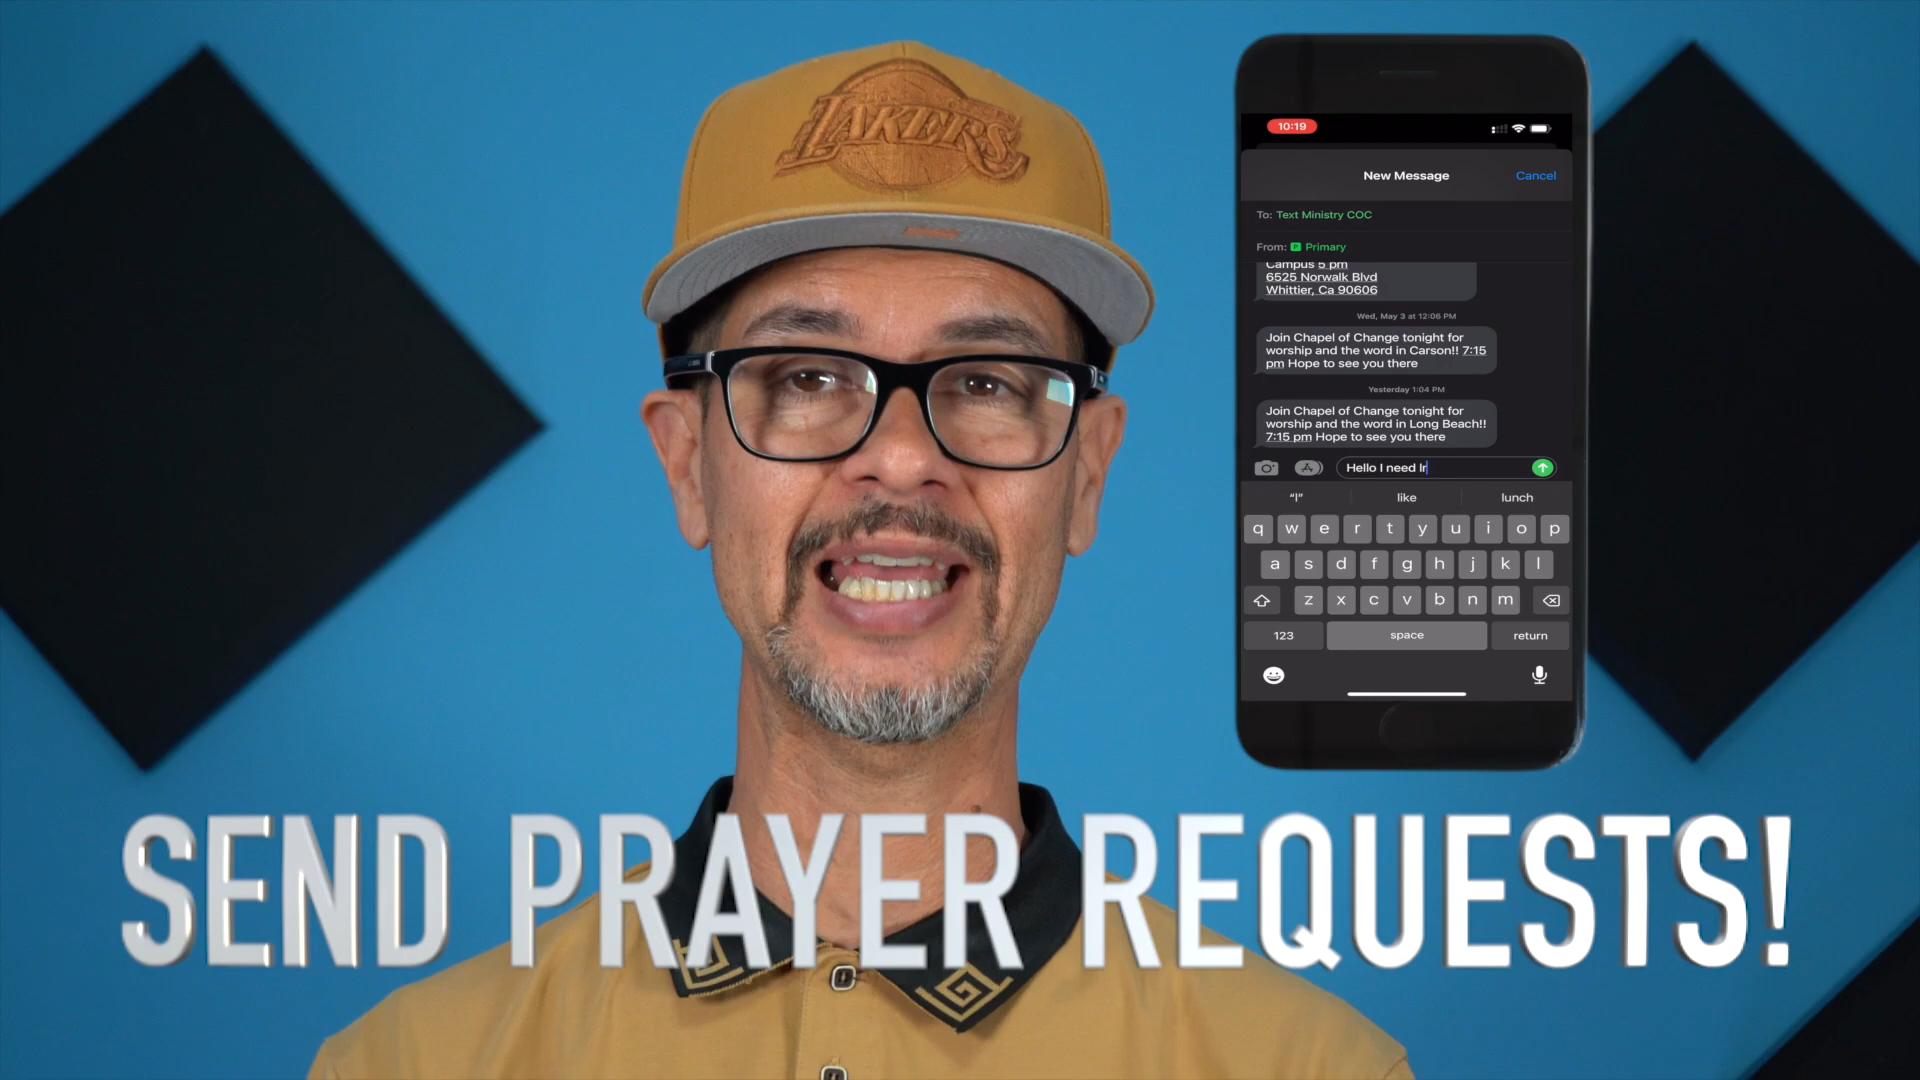 LAKERS
10:19
New Message
Cancel
To: Text Ministry COC
From: P Primary
Campus 5 pm
6525 Norwalk Blvd
Whittier, Ca 90606
Wed, May 3 at 12:06 PM
Join Chapel of Change tonight for
worship and the word in Carson!! 7:15
pm Hope to see you there
Yesterday 1:04 PM
Join Chapel of Change tonight for
worship and the word in Long Beach!!
7:15 pm Hope to see you there
Hello I need Ir
“I” like lunch
q w e r t y u i o p
a s d f g h j k l
z x c v b n m
123 space return
SEND PRAYER REQUESTS!